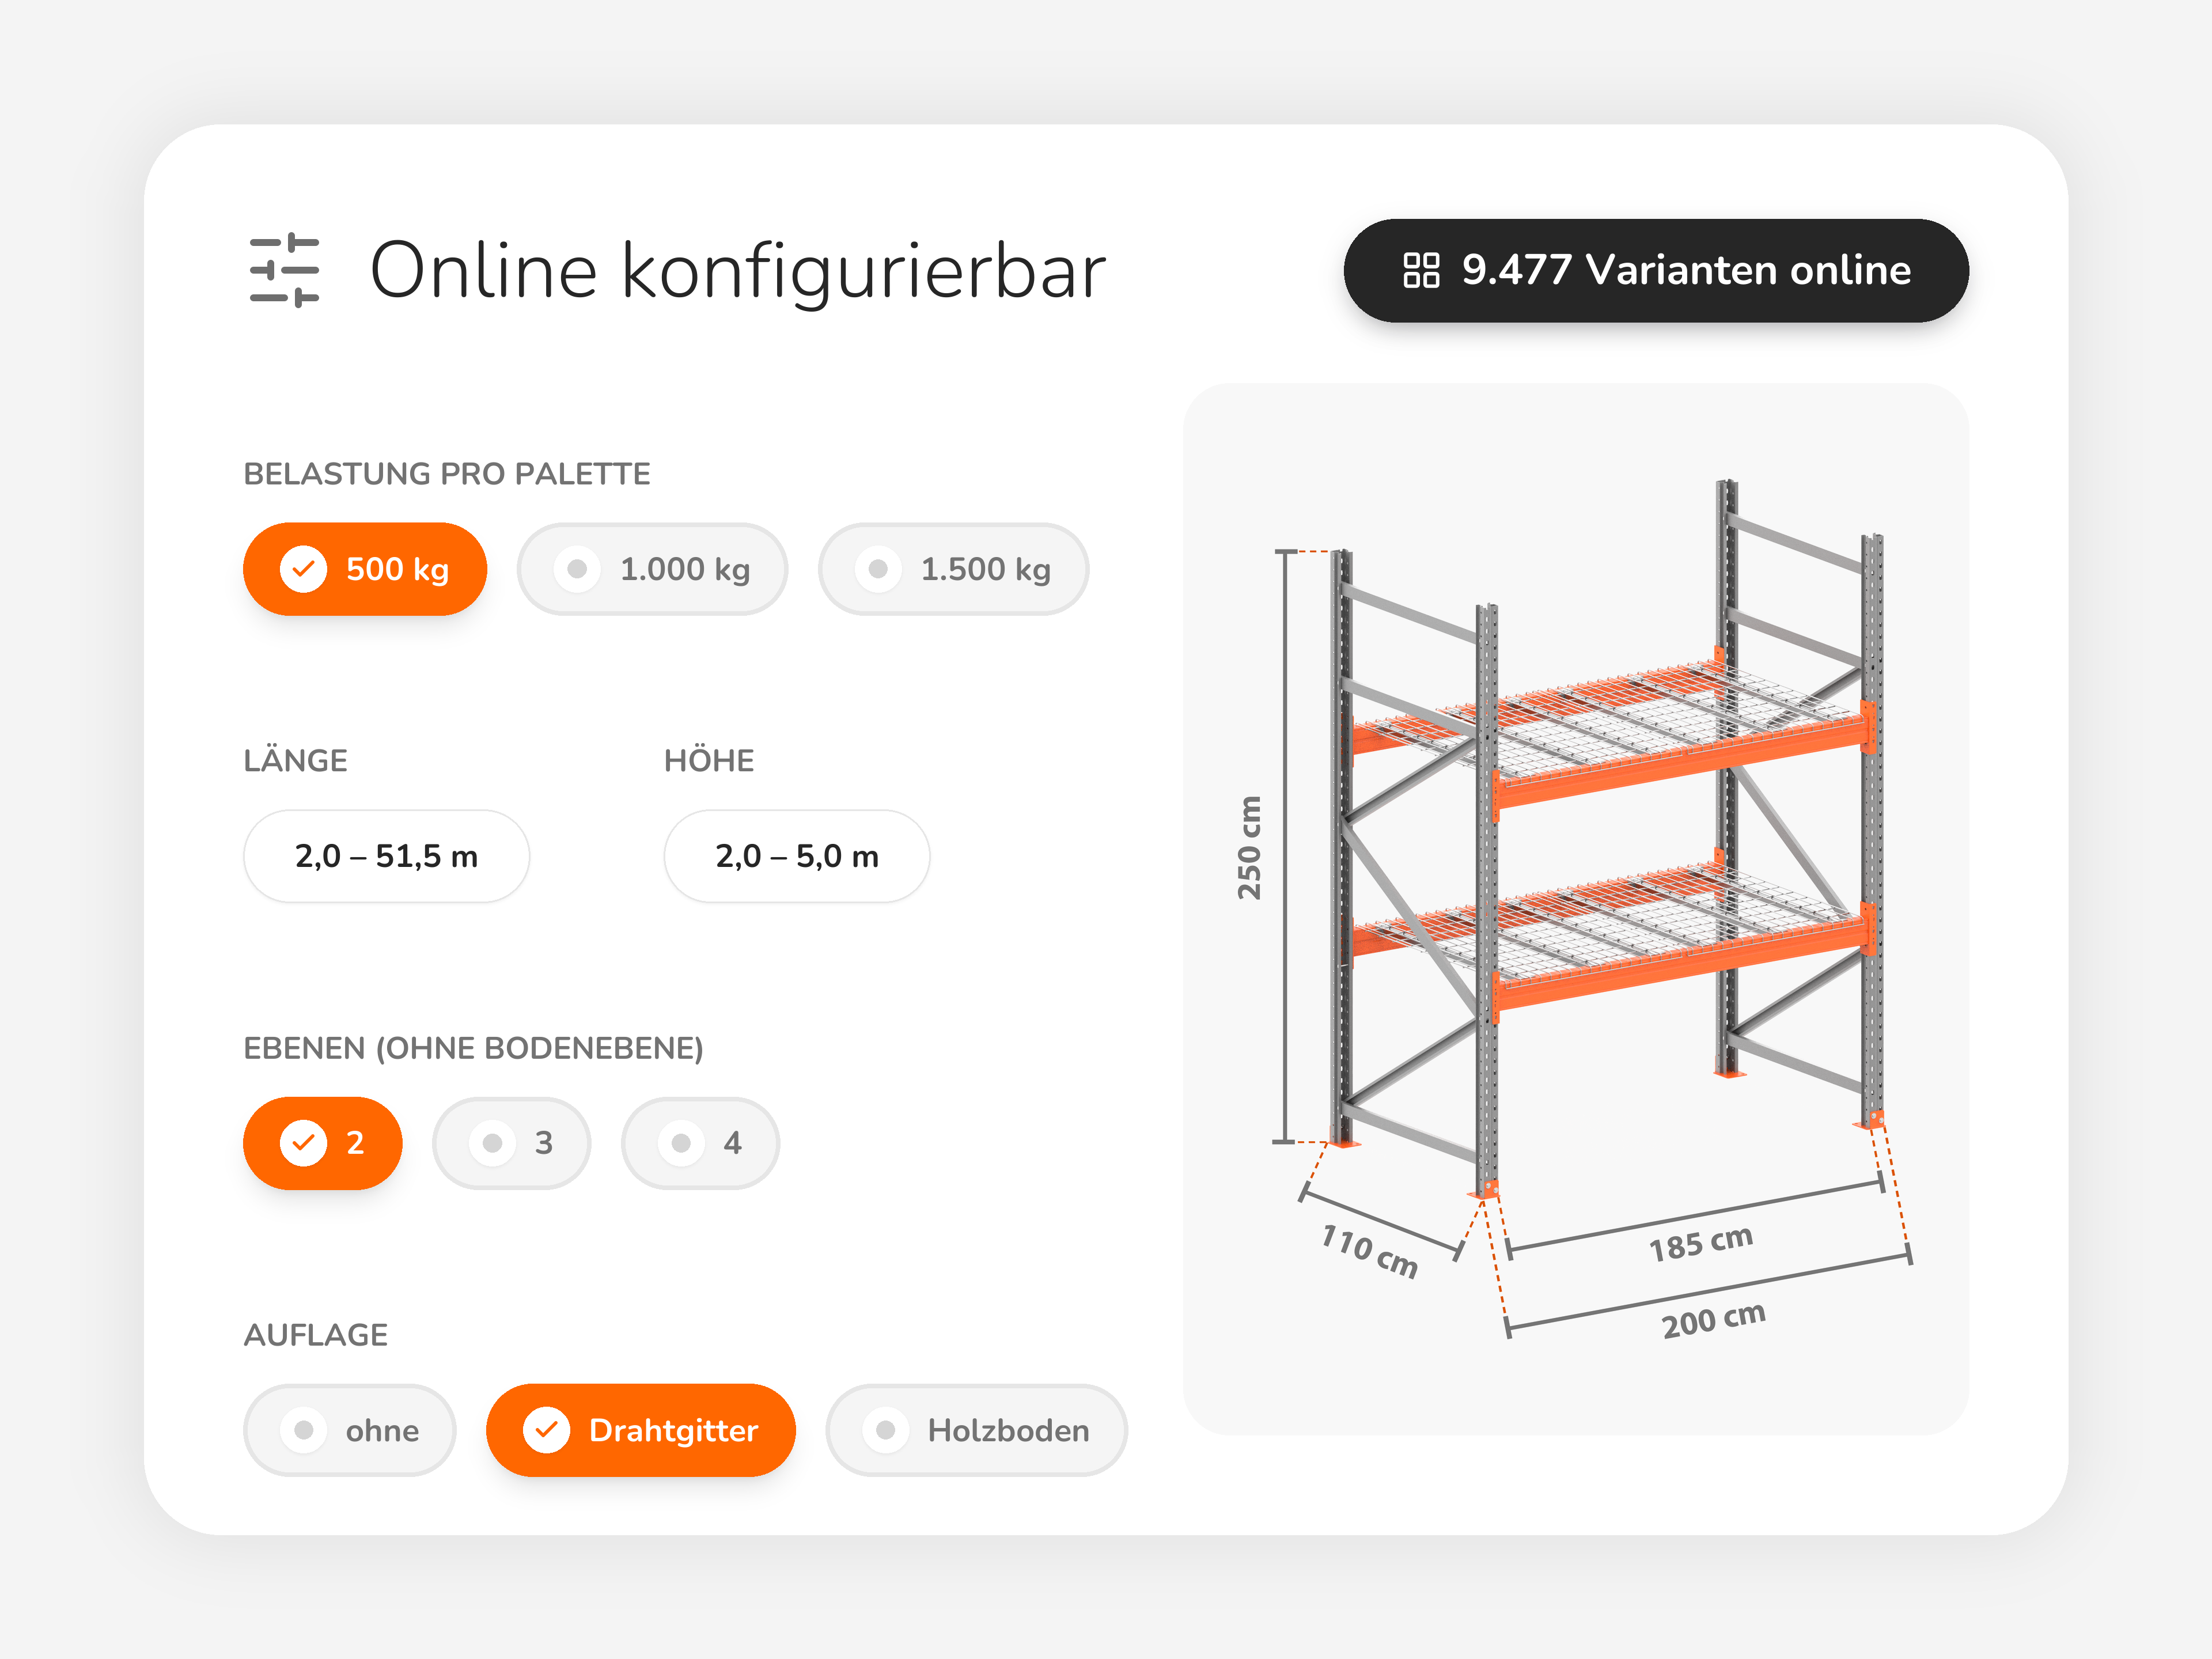 Online konfigurierbar
9.477 Varianten online
BELASTUNG PRO PALETTE
500 kg
1.000 kg
1.500 kg
LÄNGE
HÖHE
2,0 – 51,5 m
2,0 – 5,0 m
EBENEN (OHNE BODENEBENE)
2
3
4
AUFLAGE
ohne
Drahtgitter
Holzboden
250 cm
110 cm
185 cm
200 cm